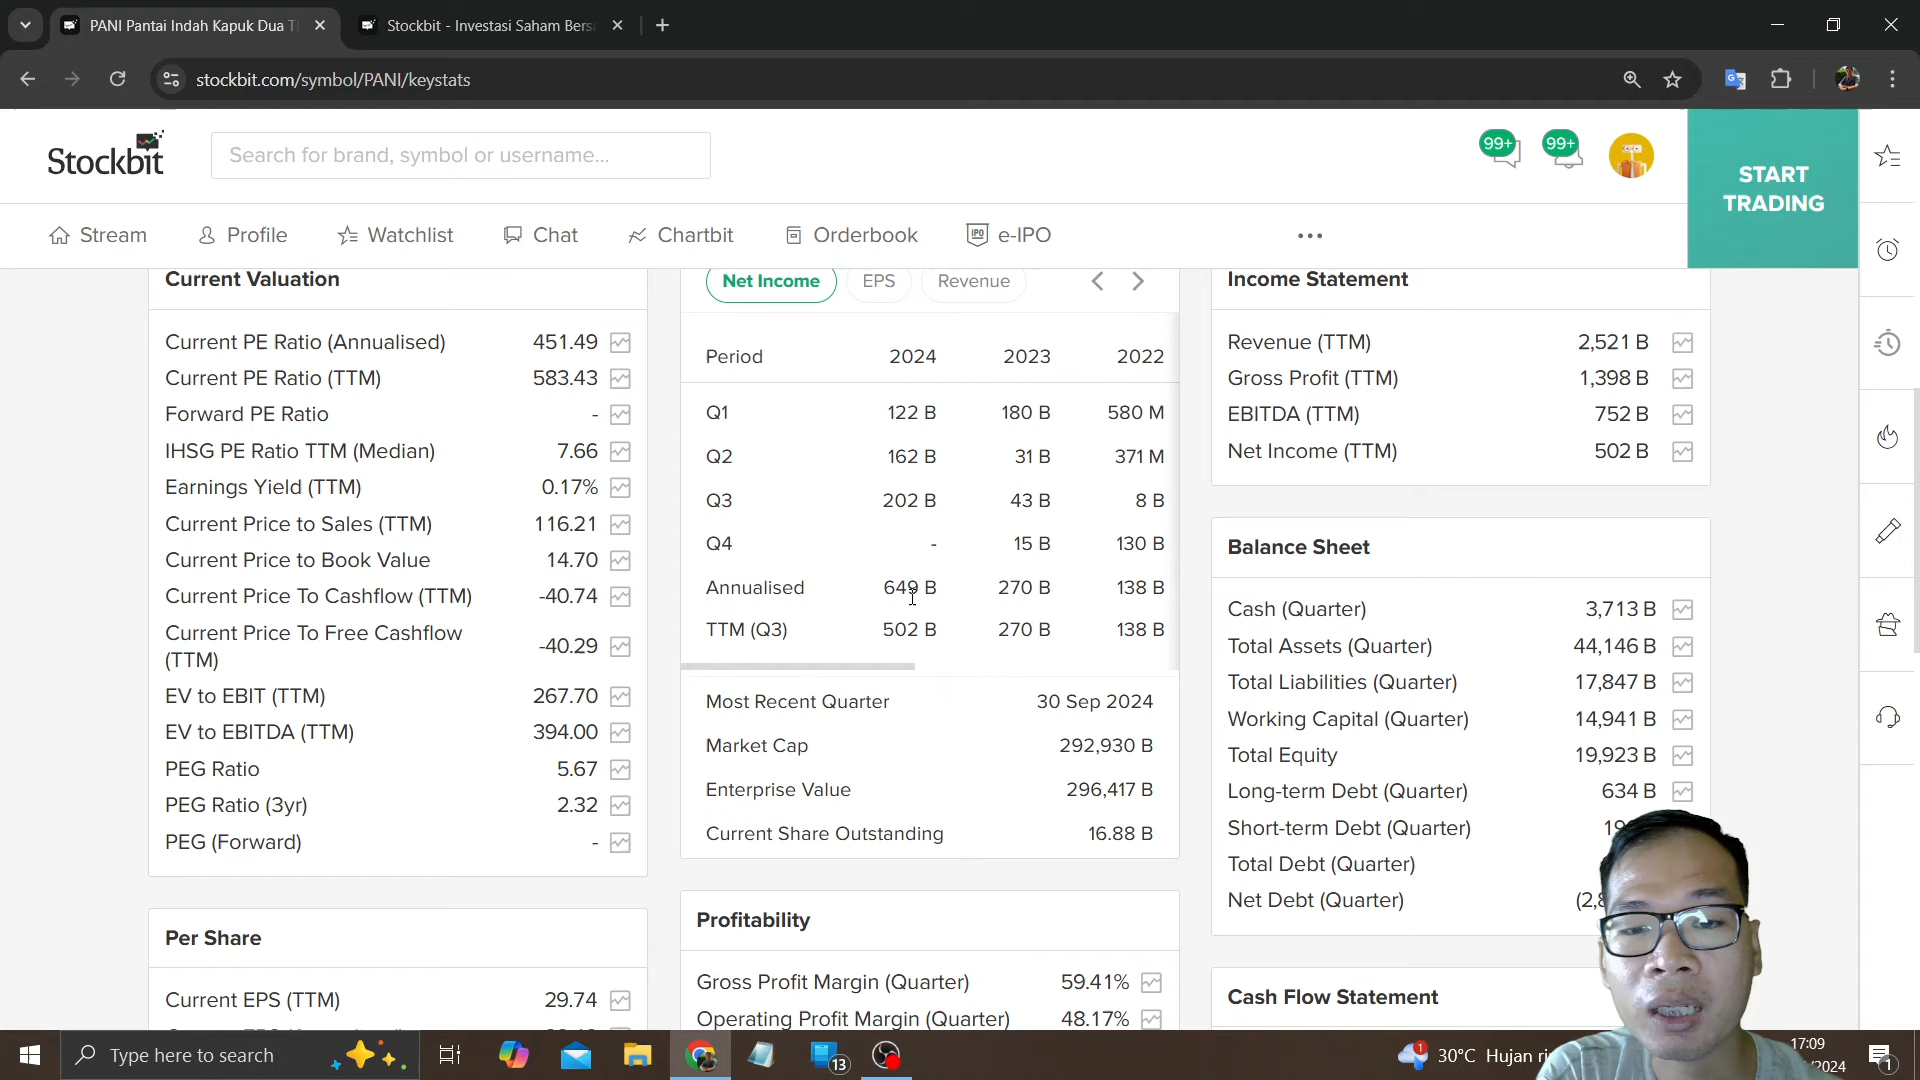 PANI Pantai Indah Kapuk Dua T
Stockbit - Investasi Saham Bers
stockbit.com/symbol/PANI/keystats
Stockbit
Search for brand, symbol or username...
99+
99+
START
TRADING
Stream
Profile
Watchlist
Chat
Chartbit
Orderbook
IPO
e-IPO
Current Valuation
Current PE Ratio (Annualised) 451.49
Current PE Ratio (TTM) 583.43
Forward PE Ratio -
IHSG PE Ratio TTM (Median) 7.66
Earnings Yield (TTM) 0.17%
Current Price to Sales (TTM) 116.21
Current Price to Book Value 14.70
Current Price To Cashflow (TTM) -40.74
Current Price To Free Cashflow
(TTM) -40.29
EV to EBIT (TTM) 267.70
EV to EBITDA (TTM) 394.00
PEG Ratio 5.67
PEG Ratio (3yr) 2.32
PEG (Forward) -
Per Share
Current EPS (TTM) 29.74
Net Income EPS Revenue
Period 2024 2023 2022
Q1 122 B 180 B 580 M
Q2 162 B 31 B 371 M
Q3 202 B 43 B 8 B
Q4 - 15 B 130 B
Annualised 649 B 270 B 138 B
TTM (Q3) 502 B 270 B 138 B
Most Recent Quarter 30 Sep 2024
Market Cap 292,930 B
Enterprise Value 296,417 B
Current Share Outstanding 16.88 B
Profitability
Gross Profit Margin (Quarter) 59.41%
Operating Profit Margin (Quarter) 48.17%
Income Statement
Revenue (TTM) 2,521 B
Gross Profit (TTM) 1,398 B
EBITDA (TTM) 752 B
Net Income (TTM) 502 B
Balance Sheet
Cash (Quarter) 3,713 B
Total Assets (Quarter) 44,146 B
Total Liabilities (Quarter) 17,847 B
Working Capital (Quarter) 14,941 B
Total Equity 19,923 B
Long-term Debt (Quarter) 634 B
Short-term Debt (Quarter)
Total Debt (Quarter)
Net Debt (Quarter)
Cash Flow Statement
Type here to search
13
1
30°C Hujan ri
17:09
/2024
1